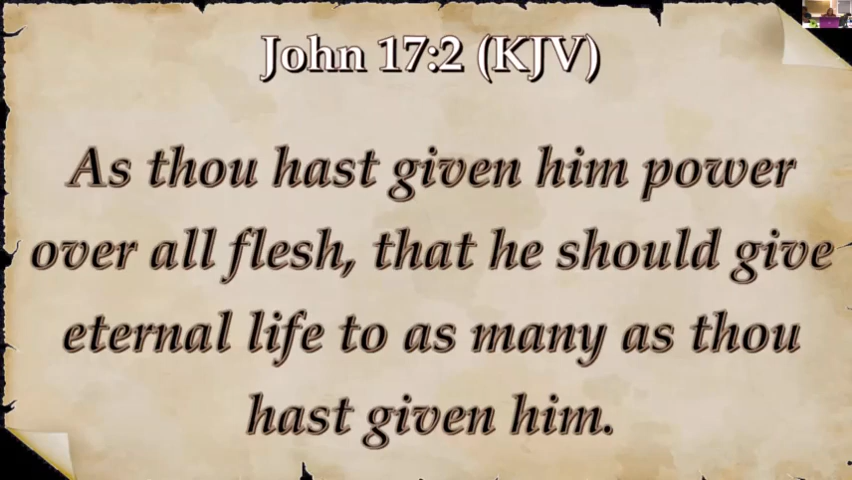 John 17:2 (KJV)
As thou hast given him power
over all flesh, that he should give
eternal life to as many as thou
hast given him.